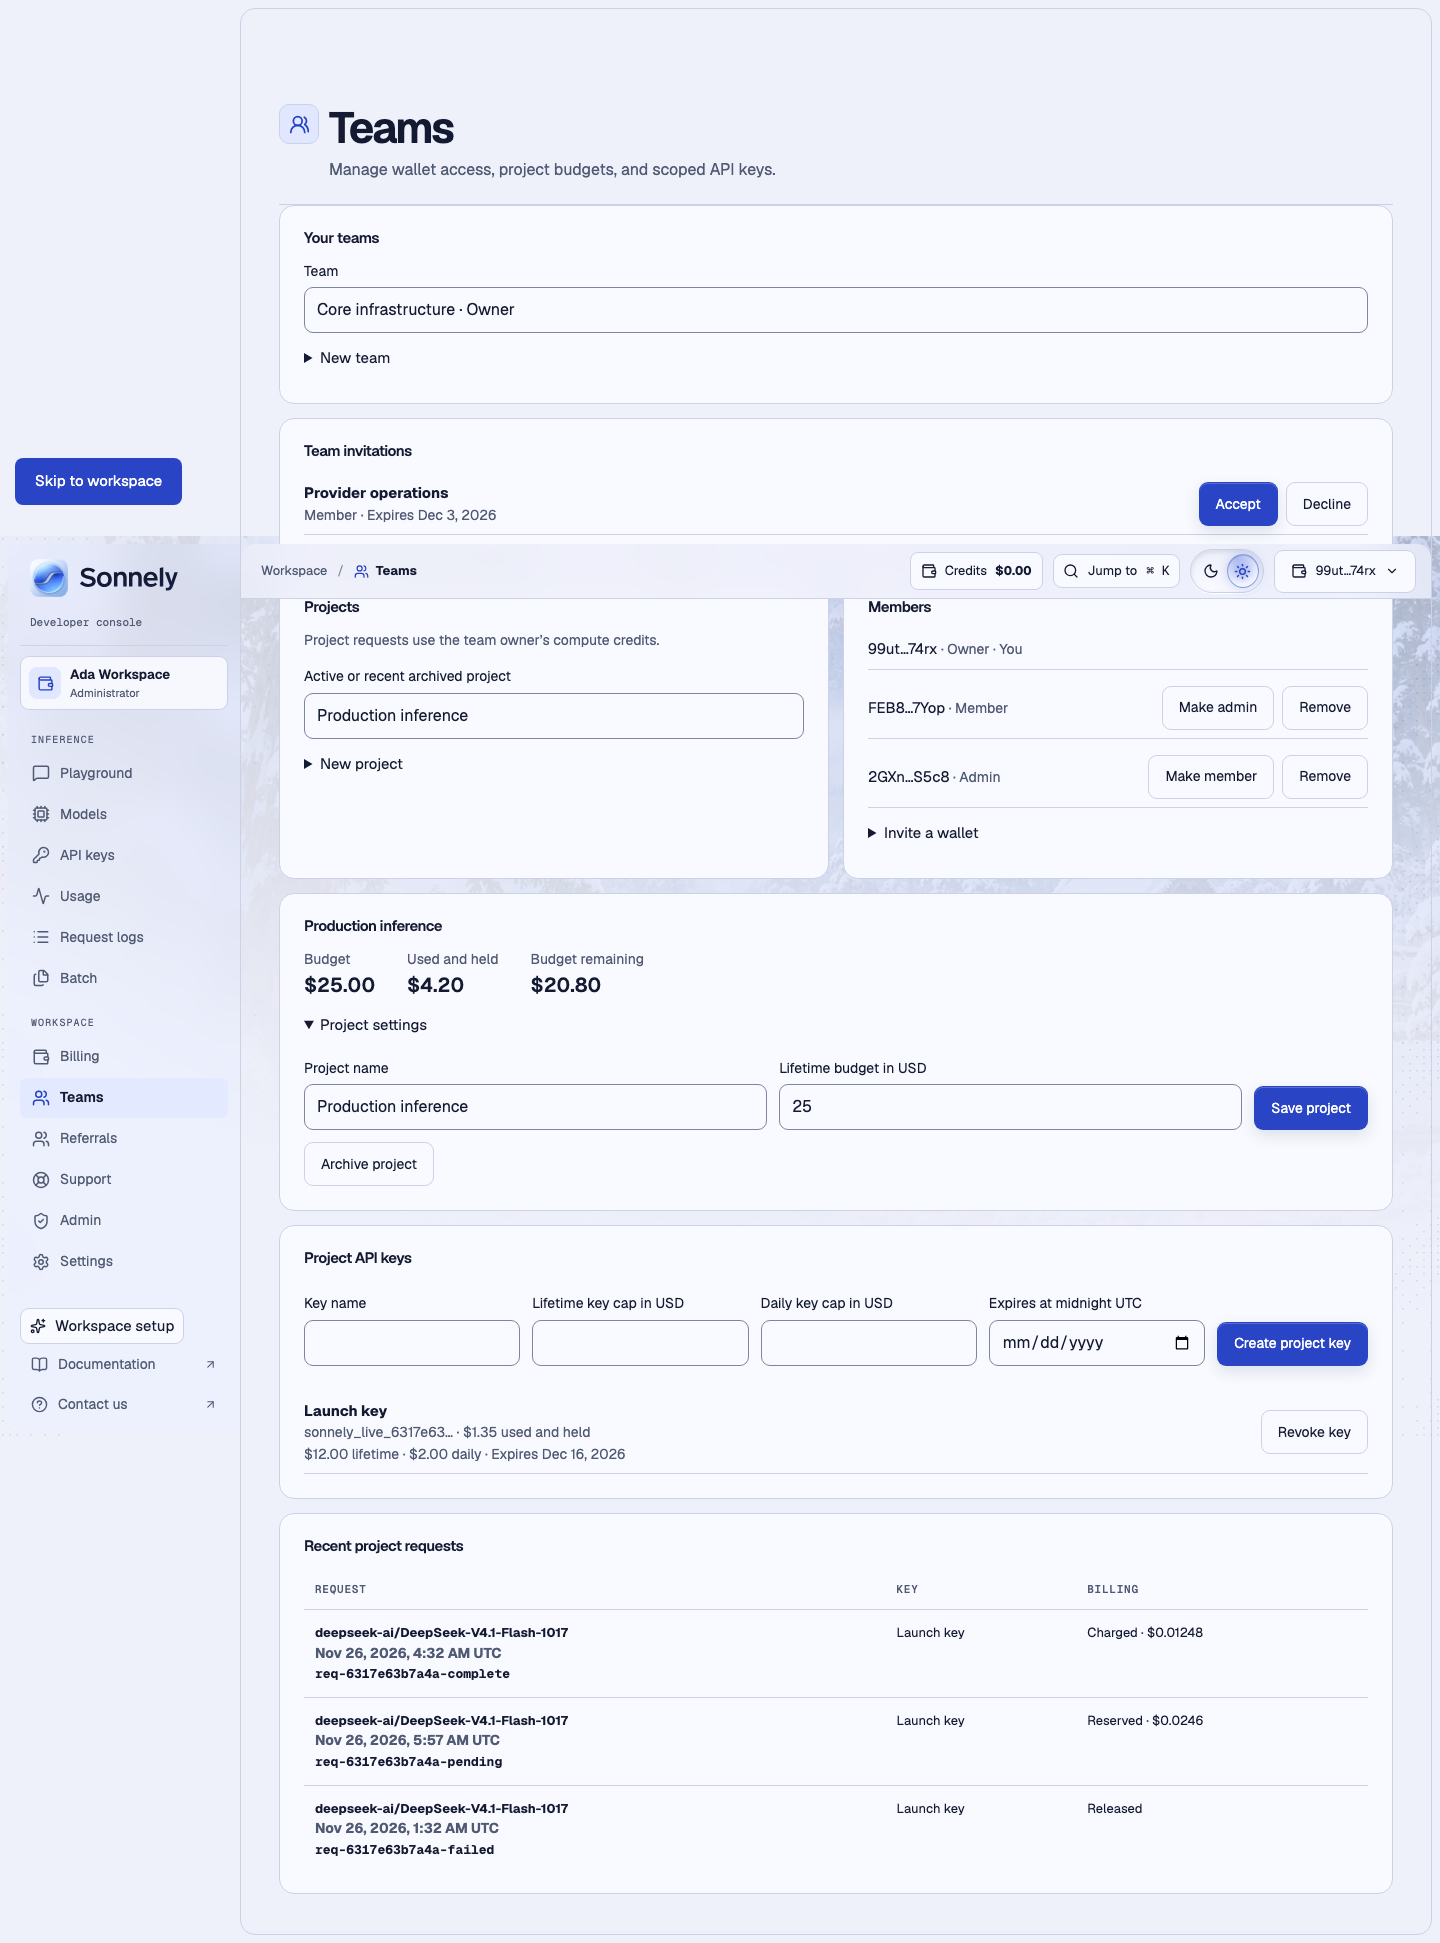 Teams
Manage wallet access, project budgets, and scoped API keys.
Your teams
Team
Core infrastructure · Owner
New team
Team invitations
Provider operations
Member · Expires Dec 3, 2026
Accept
Decline
Skip to workspace
Sonnely
Developer console
Ada Workspace
Administrator
INFERENCE
Playground
Models
API keys
Usage
Request logs
Batch
WORKSPACE
Billing
Teams
Referrals
Support
Admin
Settings
Workspace setup
Documentation
Contact us
Workspace / Teams
Credits $0.00
Jump to ⌘ K
99ut…74rx
Projects
Project requests use the team owner’s compute credits.
Active or recent archived project
Production inference
New project
Members
99ut…74rx · Owner · You
FEB8…7Yop · Member
Make admin
Remove
2GXn…S5c8 · Admin
Make member
Remove
Invite a wallet
Production inference
Budget
$25.00
Used and held
$4.20
Budget remaining
$20.80
Project settings
Project name
Production inference
Lifetime budget in USD
25
Save project
Archive project
Project API keys
Key name
Lifetime key cap in USD
Daily key cap in USD
Expires at midnight UTC
mm/dd/yyyy
Create project key
Launch key
sonnely_live_6317e63… · $1.35 used and held
$12.00 lifetime · $2.00 daily · Expires Dec 16, 2026
Revoke key
Recent project requests
REQUEST KEY BILLING
deepseek-ai/DeepSeek-V4.1-Flash-1017 Launch key Charged · $0.01248
Nov 26, 2026, 4:32 AM UTC
req-6317e63b7a4a-complete
deepseek-ai/DeepSeek-V4.1-Flash-1017 Launch key Reserved · $0.0246
Nov 26, 2026, 5:57 AM UTC
req-6317e63b7a4a-pending
deepseek-ai/DeepSeek-V4.1-Flash-1017 Launch key Released
Nov 26, 2026, 1:32 AM UTC
req-6317e63b7a4a-failed